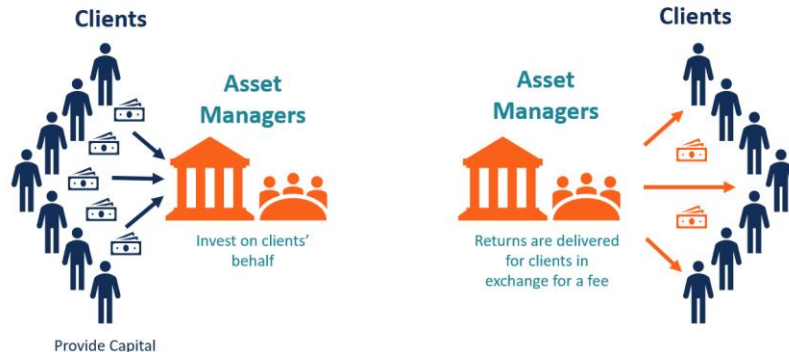 Clients
Asset
Managers
Invest on clients'
behalf
Provide Capital
Clients
Asset
Managers
Returns are delivered
for clients in
exchange for a fee